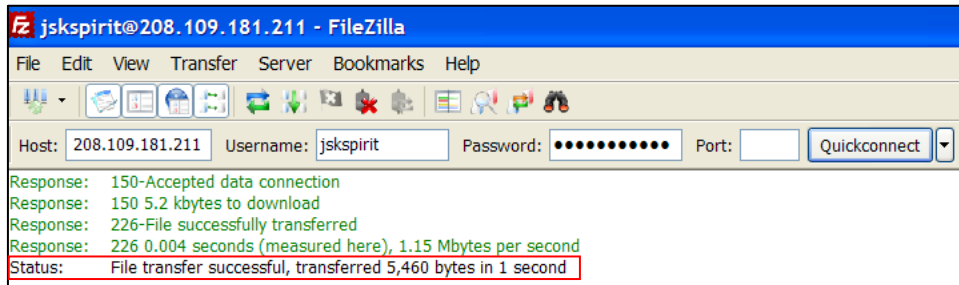 jskspirit@208.109.181.211 - FileZilla
File Edit View Transfer Server Bookmarks Help
Host: 208.109.181.211 Username: jskspirit Password: ●●●●●●●●●●● Port: Quickconnect
Response: 150-Accepted data connection
Response: 150 5.2 kbytes to download
Response: 226-File successfully transferred
Response: 226 0.004 seconds (measured here), 1.15 Mbytes per second
Status: File transfer successful, transferred 5,460 bytes in 1 second